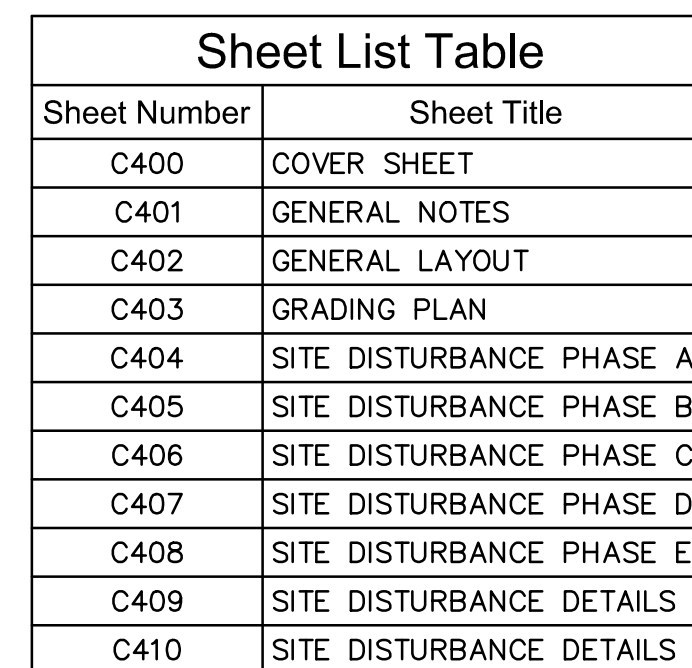 Sheet List Table
Sheet Number Sheet Title
C400 COVER SHEET
C401 GENERAL NOTES
C402 GENERAL LAYOUT
C403 GRADING PLAN
C404 SITE DISTURBANCE PHASE A
C405 SITE DISTURBANCE PHASE B
C406 SITE DISTURBANCE PHASE C
C407 SITE DISTURBANCE PHASE D
C408 SITE DISTURBANCE PHASE E
C409 SITE DISTURBANCE DETAILS
C410 SITE DISTURBANCE DETAILS